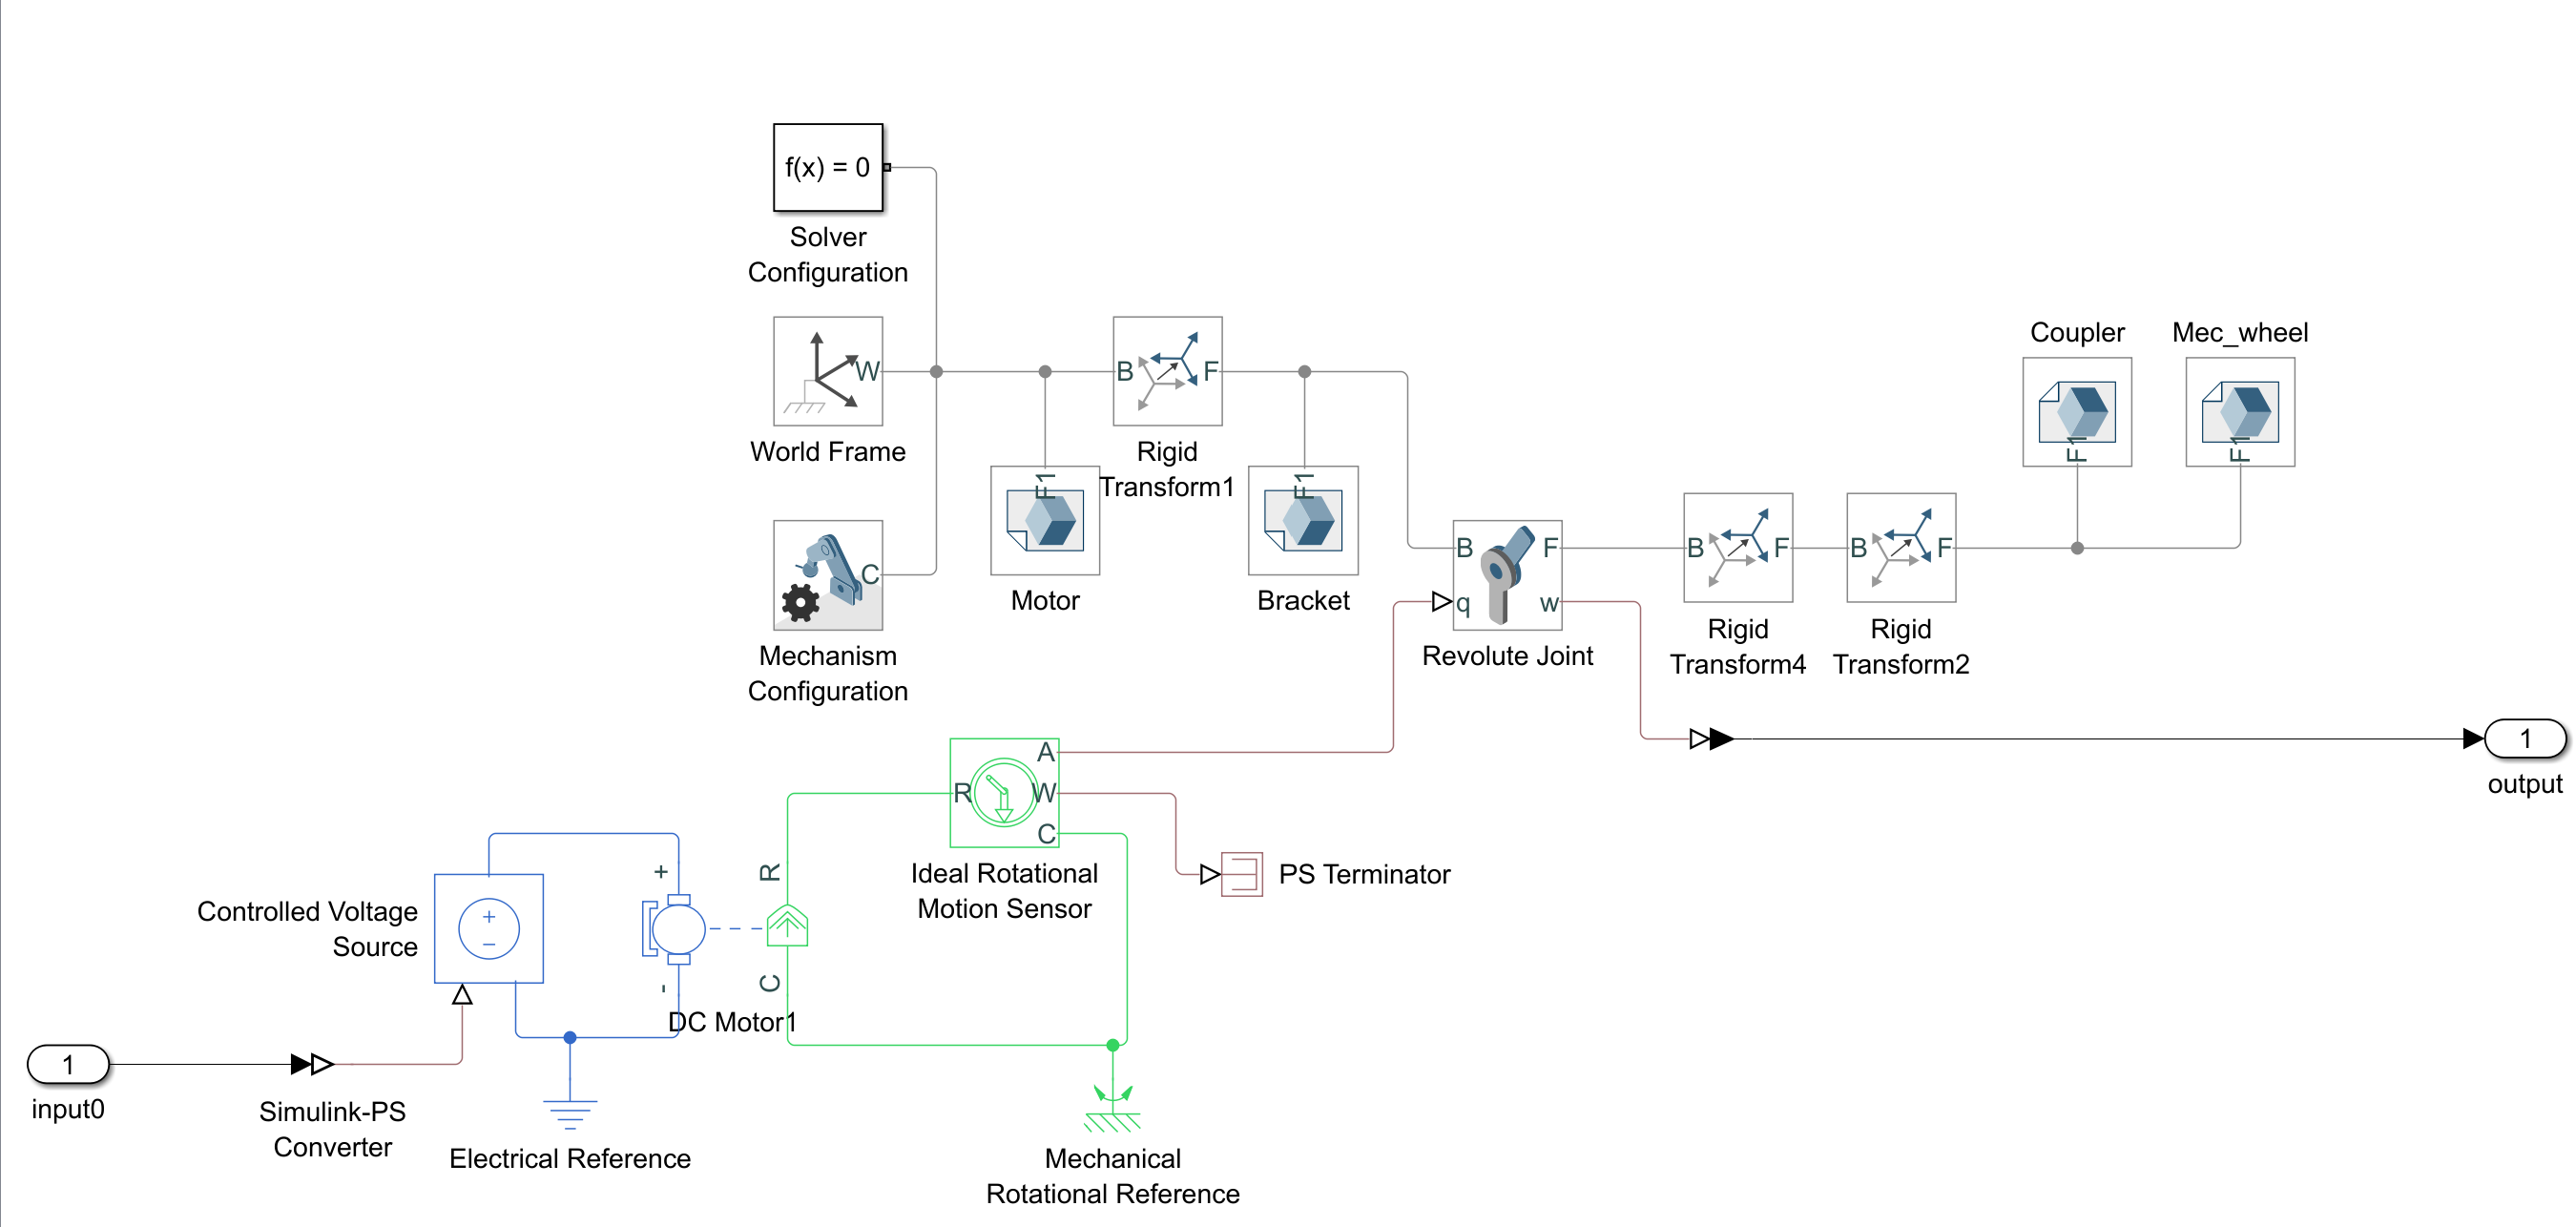 f(x) = 0
Solver
Configuration
W
World Frame
C
Mechanism
Configuration
F1
Motor
B
F
Rigid
Transform1
F1
Bracket
B
F
q
w
Revolute Joint
B
F
Rigid
Transform4
B
F
Rigid
Transform2
Coupler
F1
Mec_wheel
F1
1
output
R
A
W
C
Ideal Rotational
Motion Sensor
PS Terminator
Controlled Voltage
Source
+
−
+
-
R
C
DC Motor1
1
input0
Simulink-PS
Converter
Electrical Reference
Mechanical
Rotational Reference